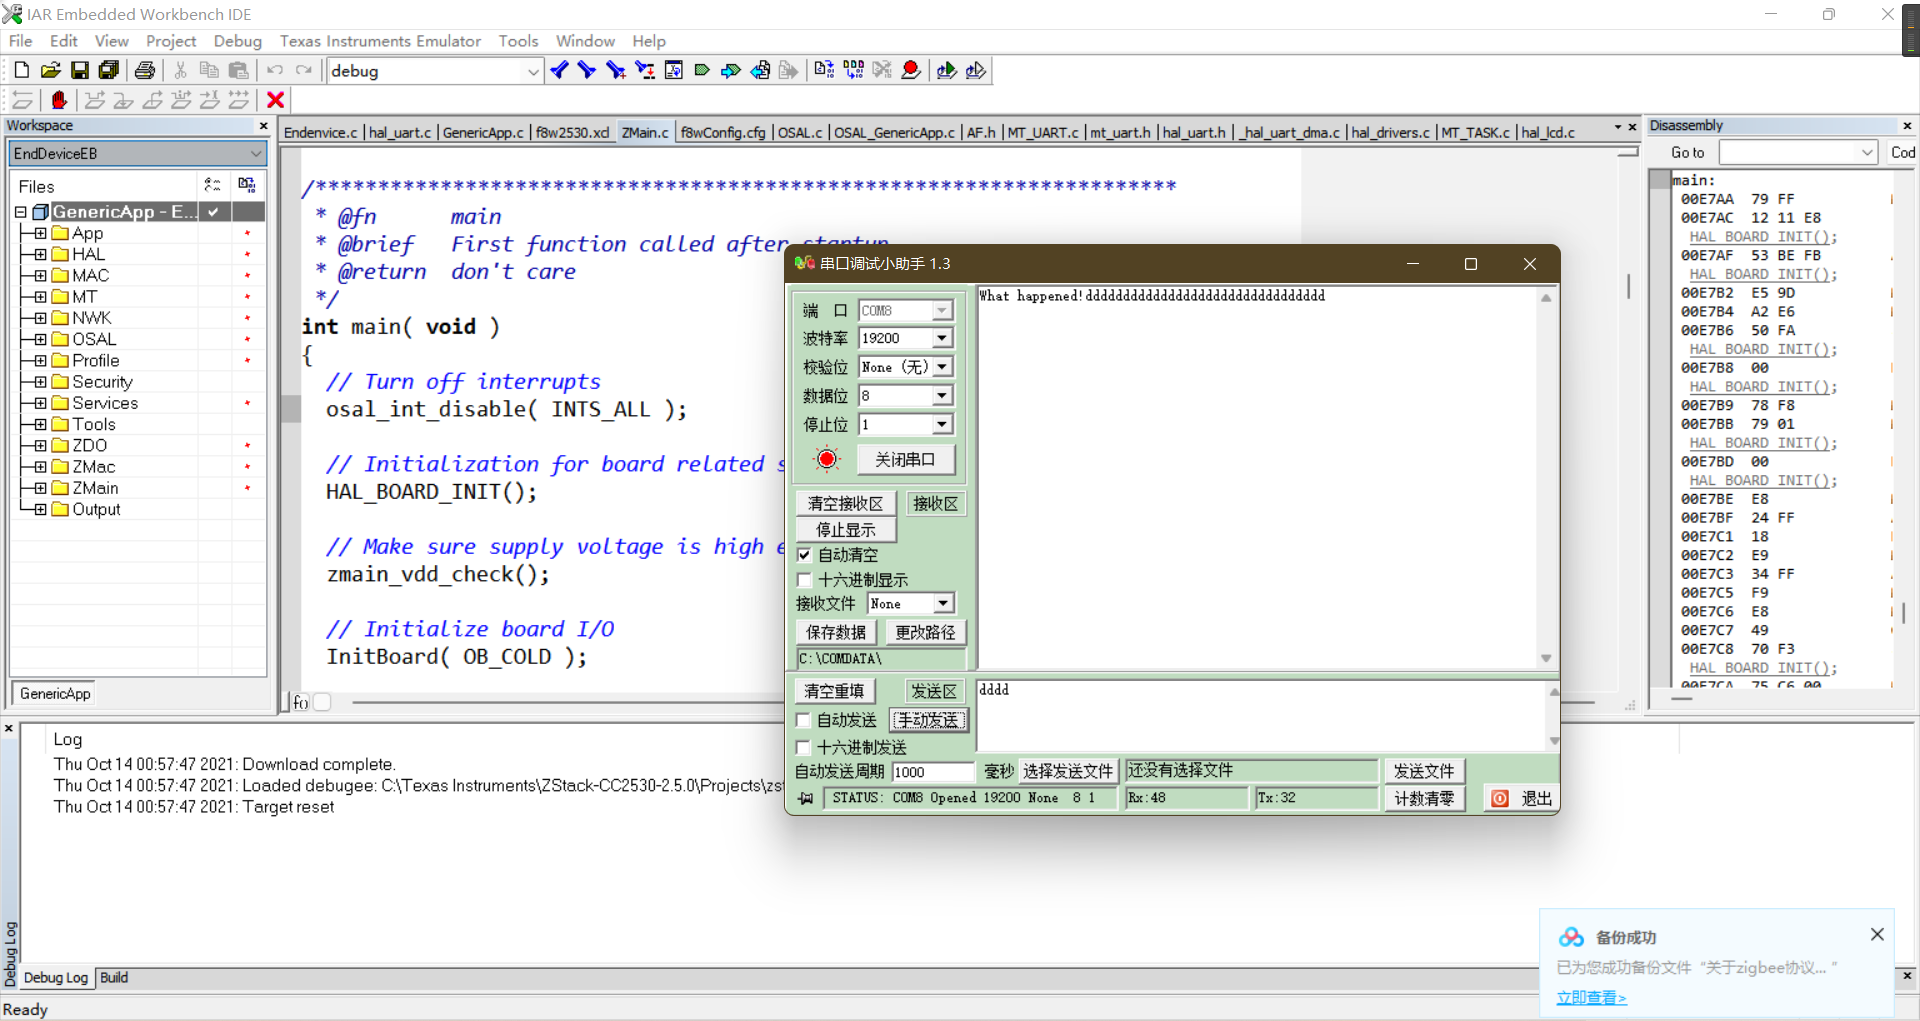 IAR Embedded Workbench IDE
File Edit View Project Debug Texas Instruments Emulator Tools Window Help
debug
Workspace
EndDeviceEB
Files
GenericApp - E...
App
HAL
MAC
MT
NWK
OSAL
Profile
Security
Services
Tools
ZDO
ZMac
ZMain
Output
GenericApp
Endenvice.c | hal_uart.c | GenericApp.c | f8w2530.xcl ZMain.c f8wConfig.cfg | OSAL.c | OSAL_GenericApp.c | AF.h | MT_UART.c | mt_uart.h | hal_uart.h | _hal_uart_dma.c | hal_drivers.c | MT_TASK.c | hal_lcd.c
/*********************************************************************
* @fn main
* @brief First function called after startup.
* @return don't care
*/
int main( void )
{
// Turn off interrupts
osal_int_disable( INTS_ALL );
// Initialization for board related s
HAL_BOARD_INIT();
// Make sure supply voltage is high e
zmain_vdd_check();
// Initialize board I/O
InitBoard( OB_COLD );
f()
串口调试小助手 1.3
端 口 COM8
波特率 19200
校验位 None (无)
数据位 8
停止位 1
关闭串口
清空接收区 接收区
停止显示
自动清空
十六进制显示
接收文件 None
保存数据 更改路径
C:\COMDATA\
What happened!dddddddddddddddddddddddddddddddd
清空重填 发送区
自动发送 手动发送
十六进制发送
dddd
自动发送周期 1000 毫秒 选择发送文件 还没有选择文件 发送文件
STATUS: COM8 Opened 19200 None 8 1 Rx:48 Tx:32 计数清零 退出
Disassembly
Go to Cod
main:
00E7AA 79 FF
00E7AC 12 11 E8
HAL_BOARD_INIT();
00E7AF 53 BE FB
HAL_BOARD_INIT();
00E7B2 E5 9D
00E7B4 A2 E6
00E7B6 50 FA
HAL_BOARD_INIT();
00E7B8 00
HAL_BOARD_INIT();
00E7B9 78 F8
00E7BB 79 01
HAL_BOARD_INIT();
00E7BD 00
HAL_BOARD_INIT();
00E7BE E8
00E7BF 24 FF
00E7C1 18
00E7C2 E9
00E7C3 34 FF
00E7C5 F9
00E7C6 E8
00E7C7 49
00E7C8 70 F3
HAL_BOARD_INIT();
00E7CA 75 C6 00
Log
Thu Oct 14 00:57:47 2021: Download complete.
Thu Oct 14 00:57:47 2021: Loaded debugee: C:\Texas Instruments\ZStack-CC2530-2.5.0\Projects\zst
Thu Oct 14 00:57:47 2021: Target reset
Debug Log
Debug Log Build
Ready
备份成功
已为您成功备份文件 “关于zigbee协议... ”
立即查看>